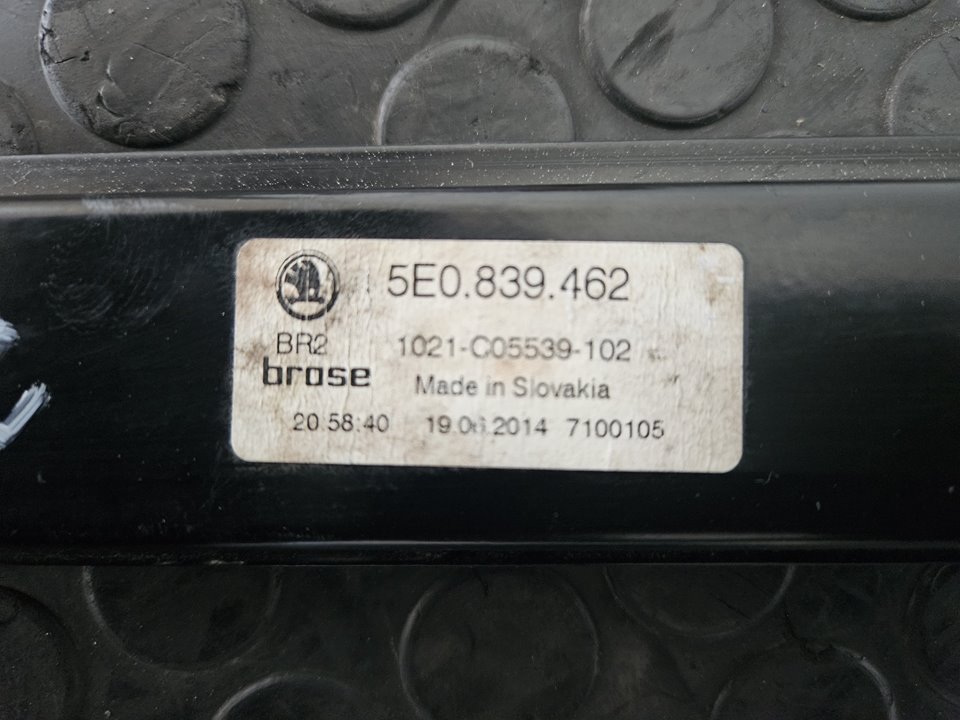 5E0.839.462
BR2 1021-C05539-102
brose Made in Slovakia
20:58:40 19.06.2014 7100105